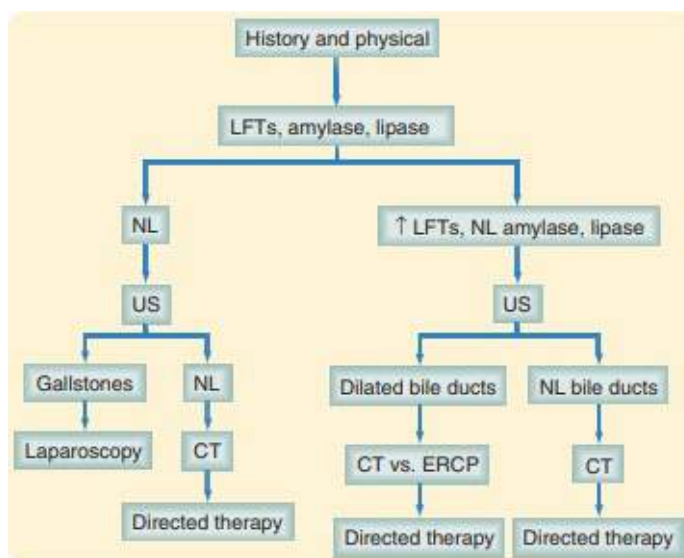 History and physical
LFTs, amylase, lipase
NL
↑ LFTs, NL amylase, lipase
US
US
Gallstones
NL
Dilated bile ducts
NL bile ducts
Laparoscopy
CT
CT vs. ERCP
CT
Directed therapy
Directed therapy
Directed therapy